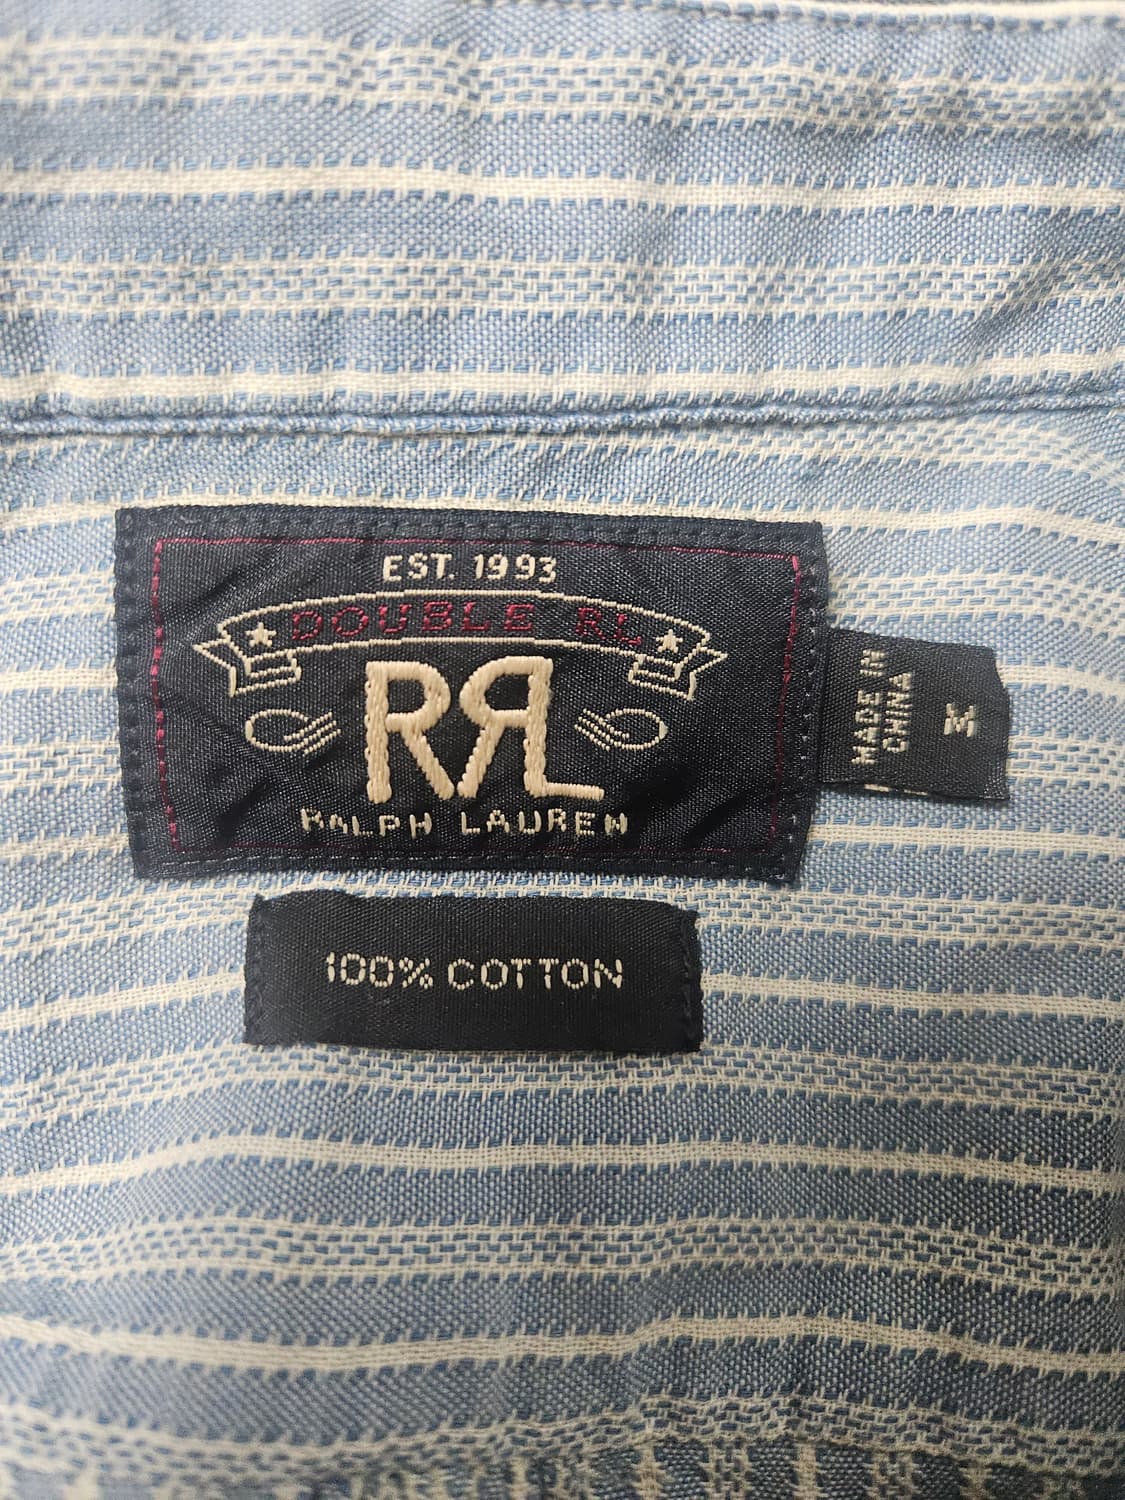 EST. 1993
DOUBLE RL
RRL
RALPH LAUREN
MADE IN
CHINA
M
100% COTTON